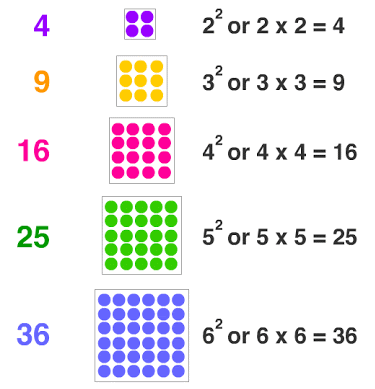 4 2² or 2 x 2 = 4
9 3² or 3 x 3 = 9
16 4² or 4 x 4 = 16
25 5² or 5 x 5 = 25
36 6² or 6 x 6 = 36